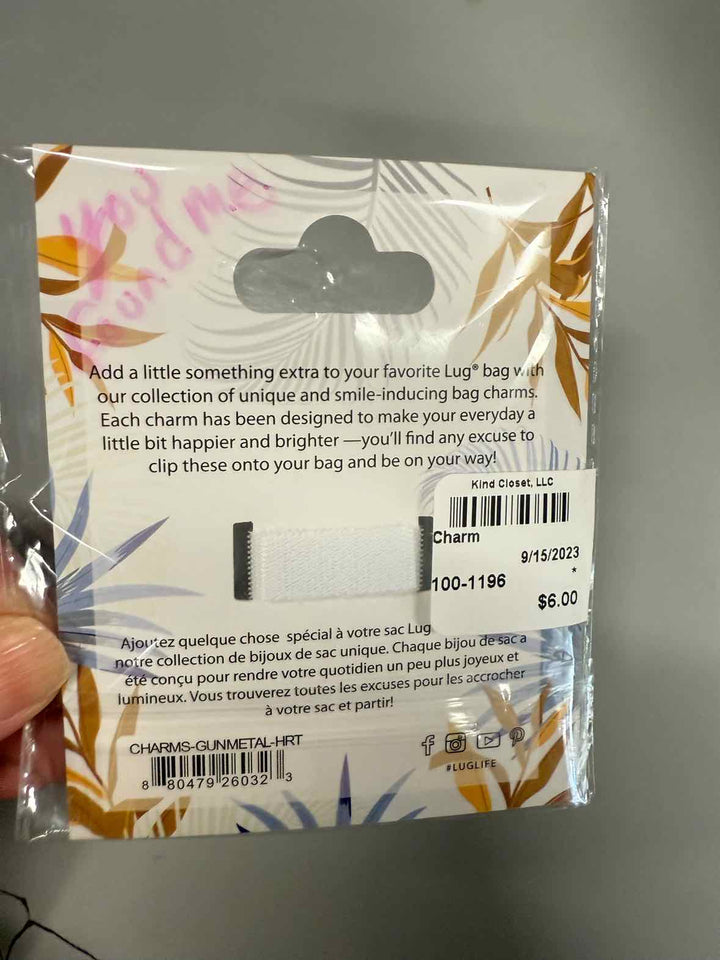 you
found me
Add a little something extra to your favorite Lug® bag with
our collection of unique and smile-inducing bag charms.
Each charm has been designed to make your everyday a
little bit happier and brighter —you'll find any excuse to
clip these onto your bag and be on your way!
Kind Closet, LLC
Charm
9/15/2023
*
100-1196
$6.00
Ajoutez quelque chose spécial à votre sac Lug
notre collection de bijoux de sac unique. Chaque bijou de sac a
été conçu pour rendre votre quotidien un peu plus joyeux et
lumineux. Vous trouverez toutes les excuses pour les accrocher
à votre sac et partir!
CHARMS-GUNMETAL-HRT
8 80479 26032 3
#LUGLIFE